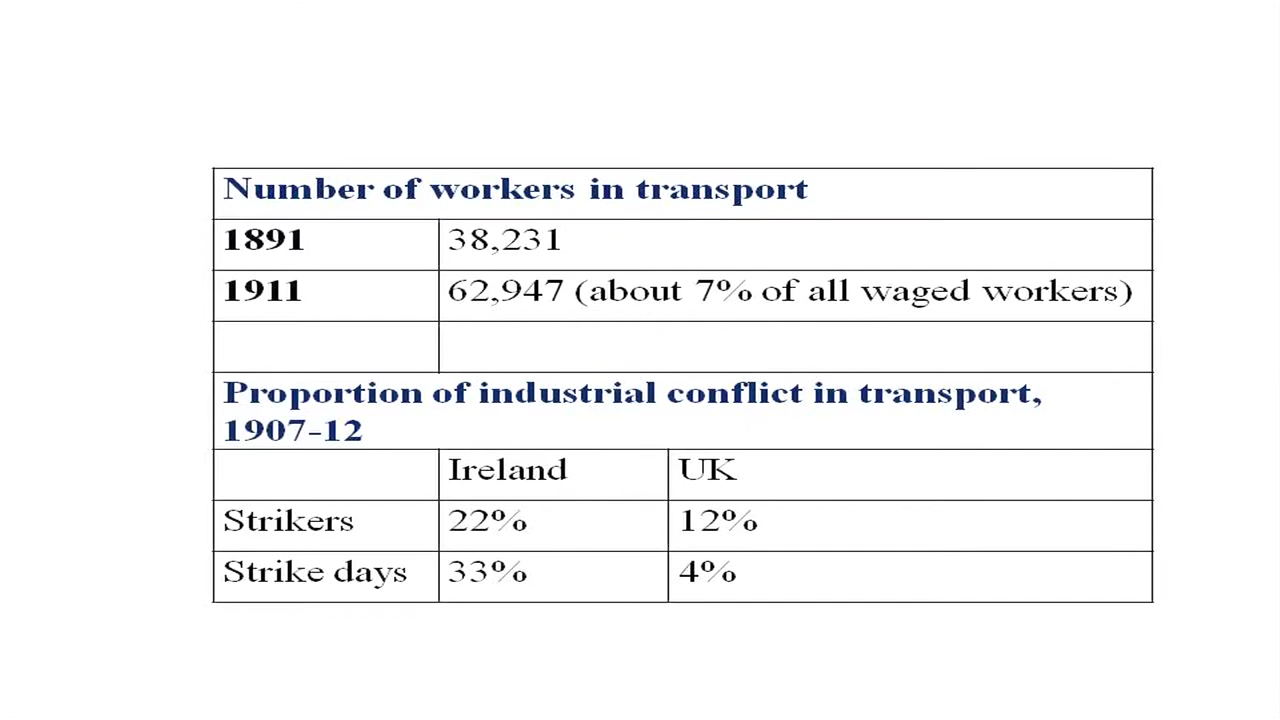 Number of workers in transport
1891 38,231
1911 62,947 (about 7% of all waged workers)
Proportion of industrial conflict in transport,
1907-12
Ireland UK
Strikers 22% 12%
Strike days 33% 4%